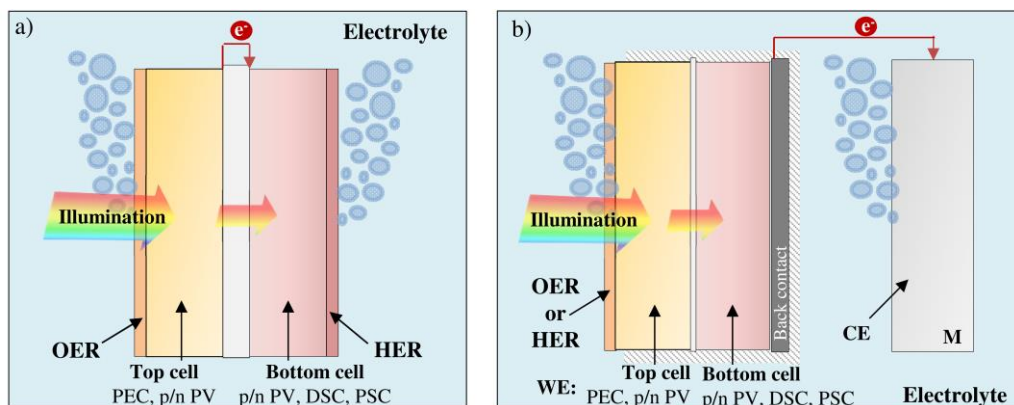 a)
e-
Electrolyte
Illumination
OER
HER
Top cell
Bottom cell
PEC, p/n PV
p/n PV, DSC, PSC
b)
e-
Illumination
Back contact
OER
or
HER
CE
M
Top cell
Bottom cell
WE: PEC, p/n PV
p/n PV, DSC, PSC
Electrolyte